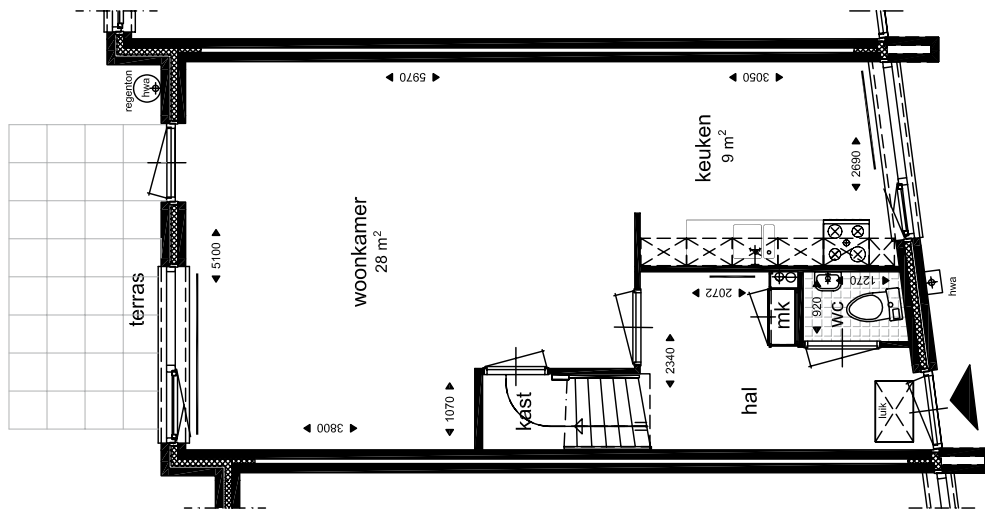 regenton
hwa
5970
3050
keuken
9 m²
2690
woonkamer
28 m²
5100
terras
2072
1270
hwa
mk
920
wc
2340
1070
kast
hal
luik
3800